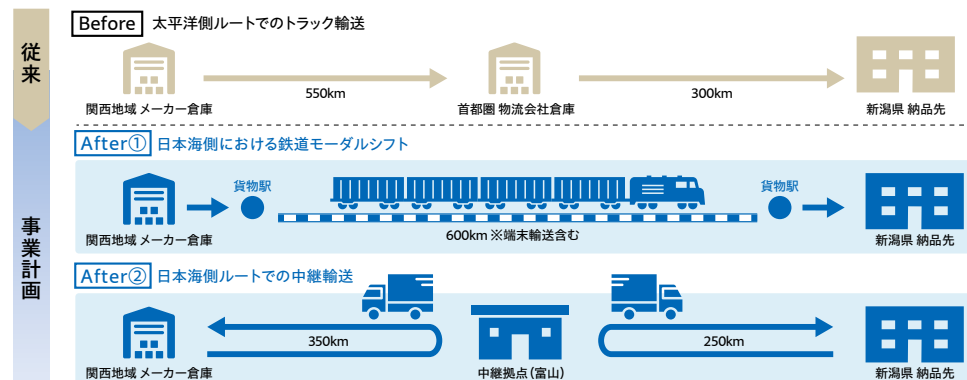 従来
Before 太平洋側ルートでのトラック輸送
関西地域 メーカー倉庫
550km
首都圏 物流会社倉庫
300km
新潟県 納品先
事業計画
After① 日本海側における鉄道モーダルシフト
関西地域 メーカー倉庫
貨物駅
600km ※端末輸送含む
貨物駅
新潟県 納品先
After② 日本海側ルートでの中継輸送
関西地域 メーカー倉庫
350km
中継拠点(富山)
250km
新潟県 納品先